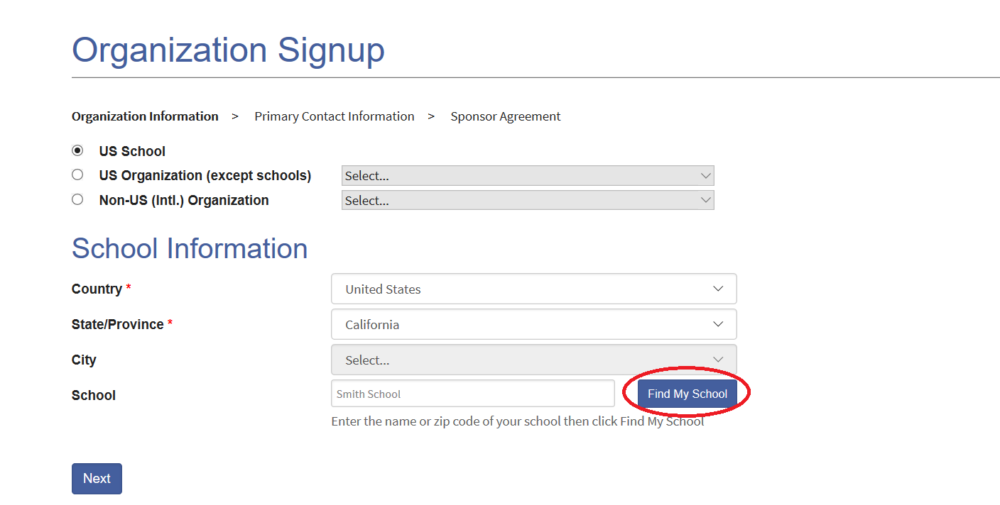 Organization Signup
Organization Information > Primary Contact Information > Sponsor Agreement
US School
US Organization (except schools) Select...
Non-US (Intl.) Organization Select...
School Information
Country * United States
State/Province * California
City Select...
School Smith School Find My School
Enter the name or zip code of your school then click Find My School
Next